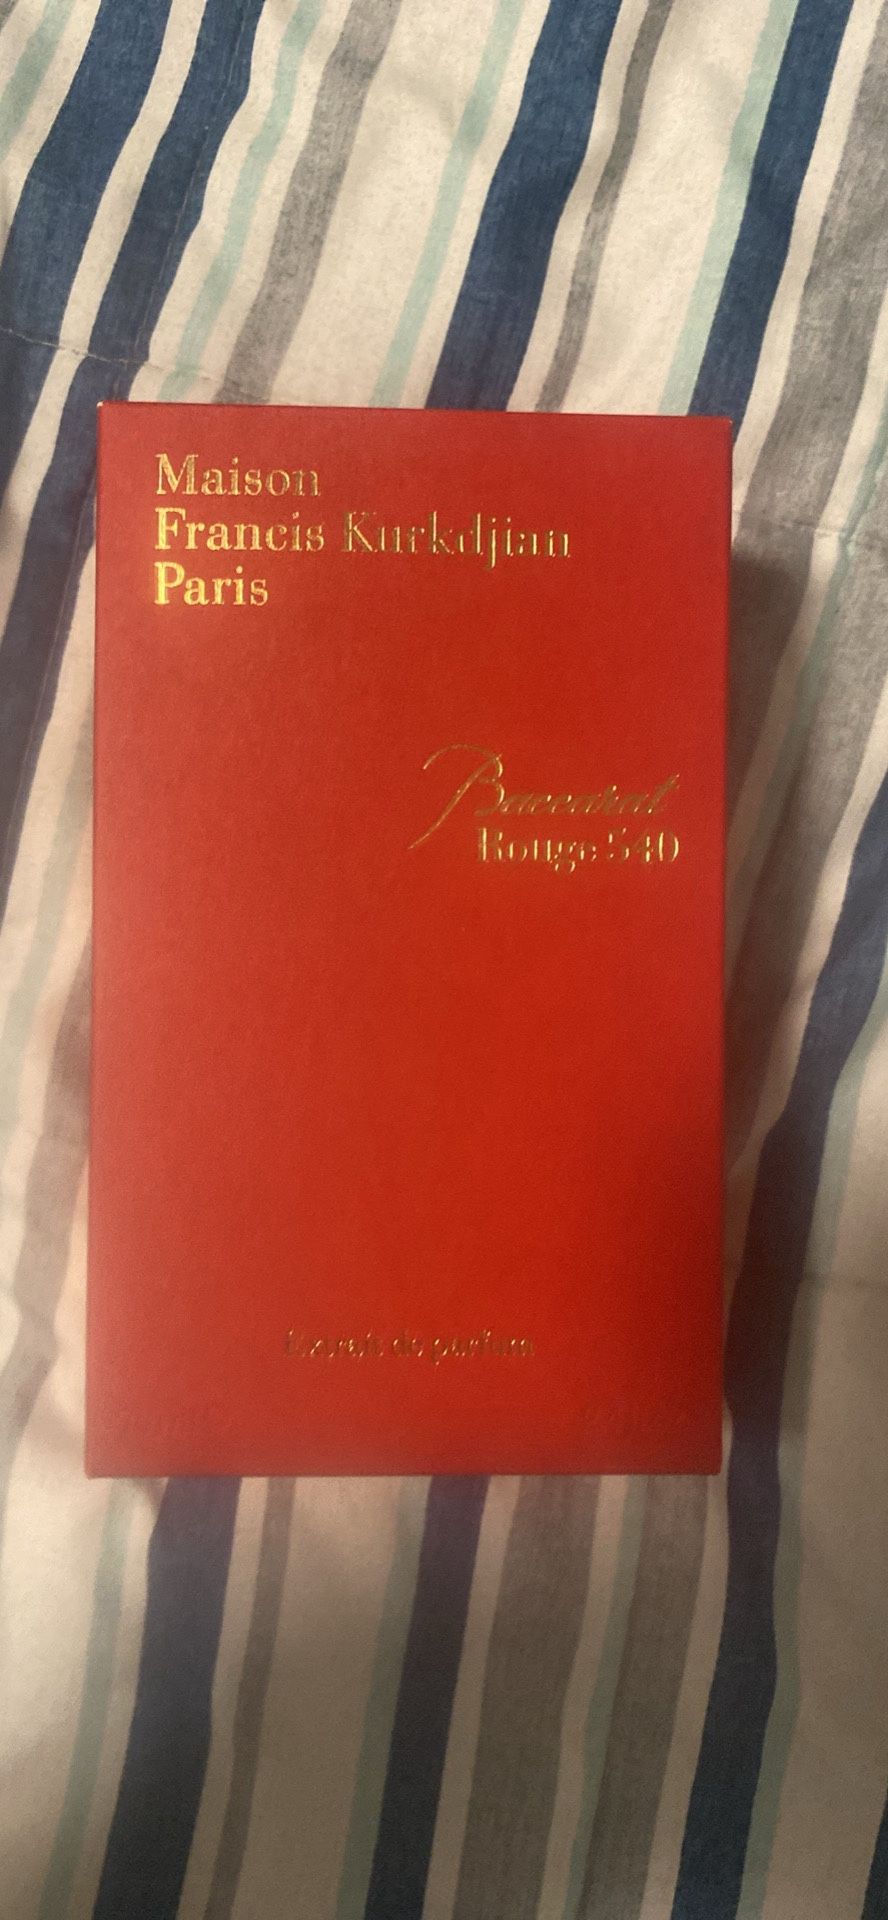 Maison
Francis Kurkdjian
Paris
Baccarat
Rouge 540
Extrait de parfum